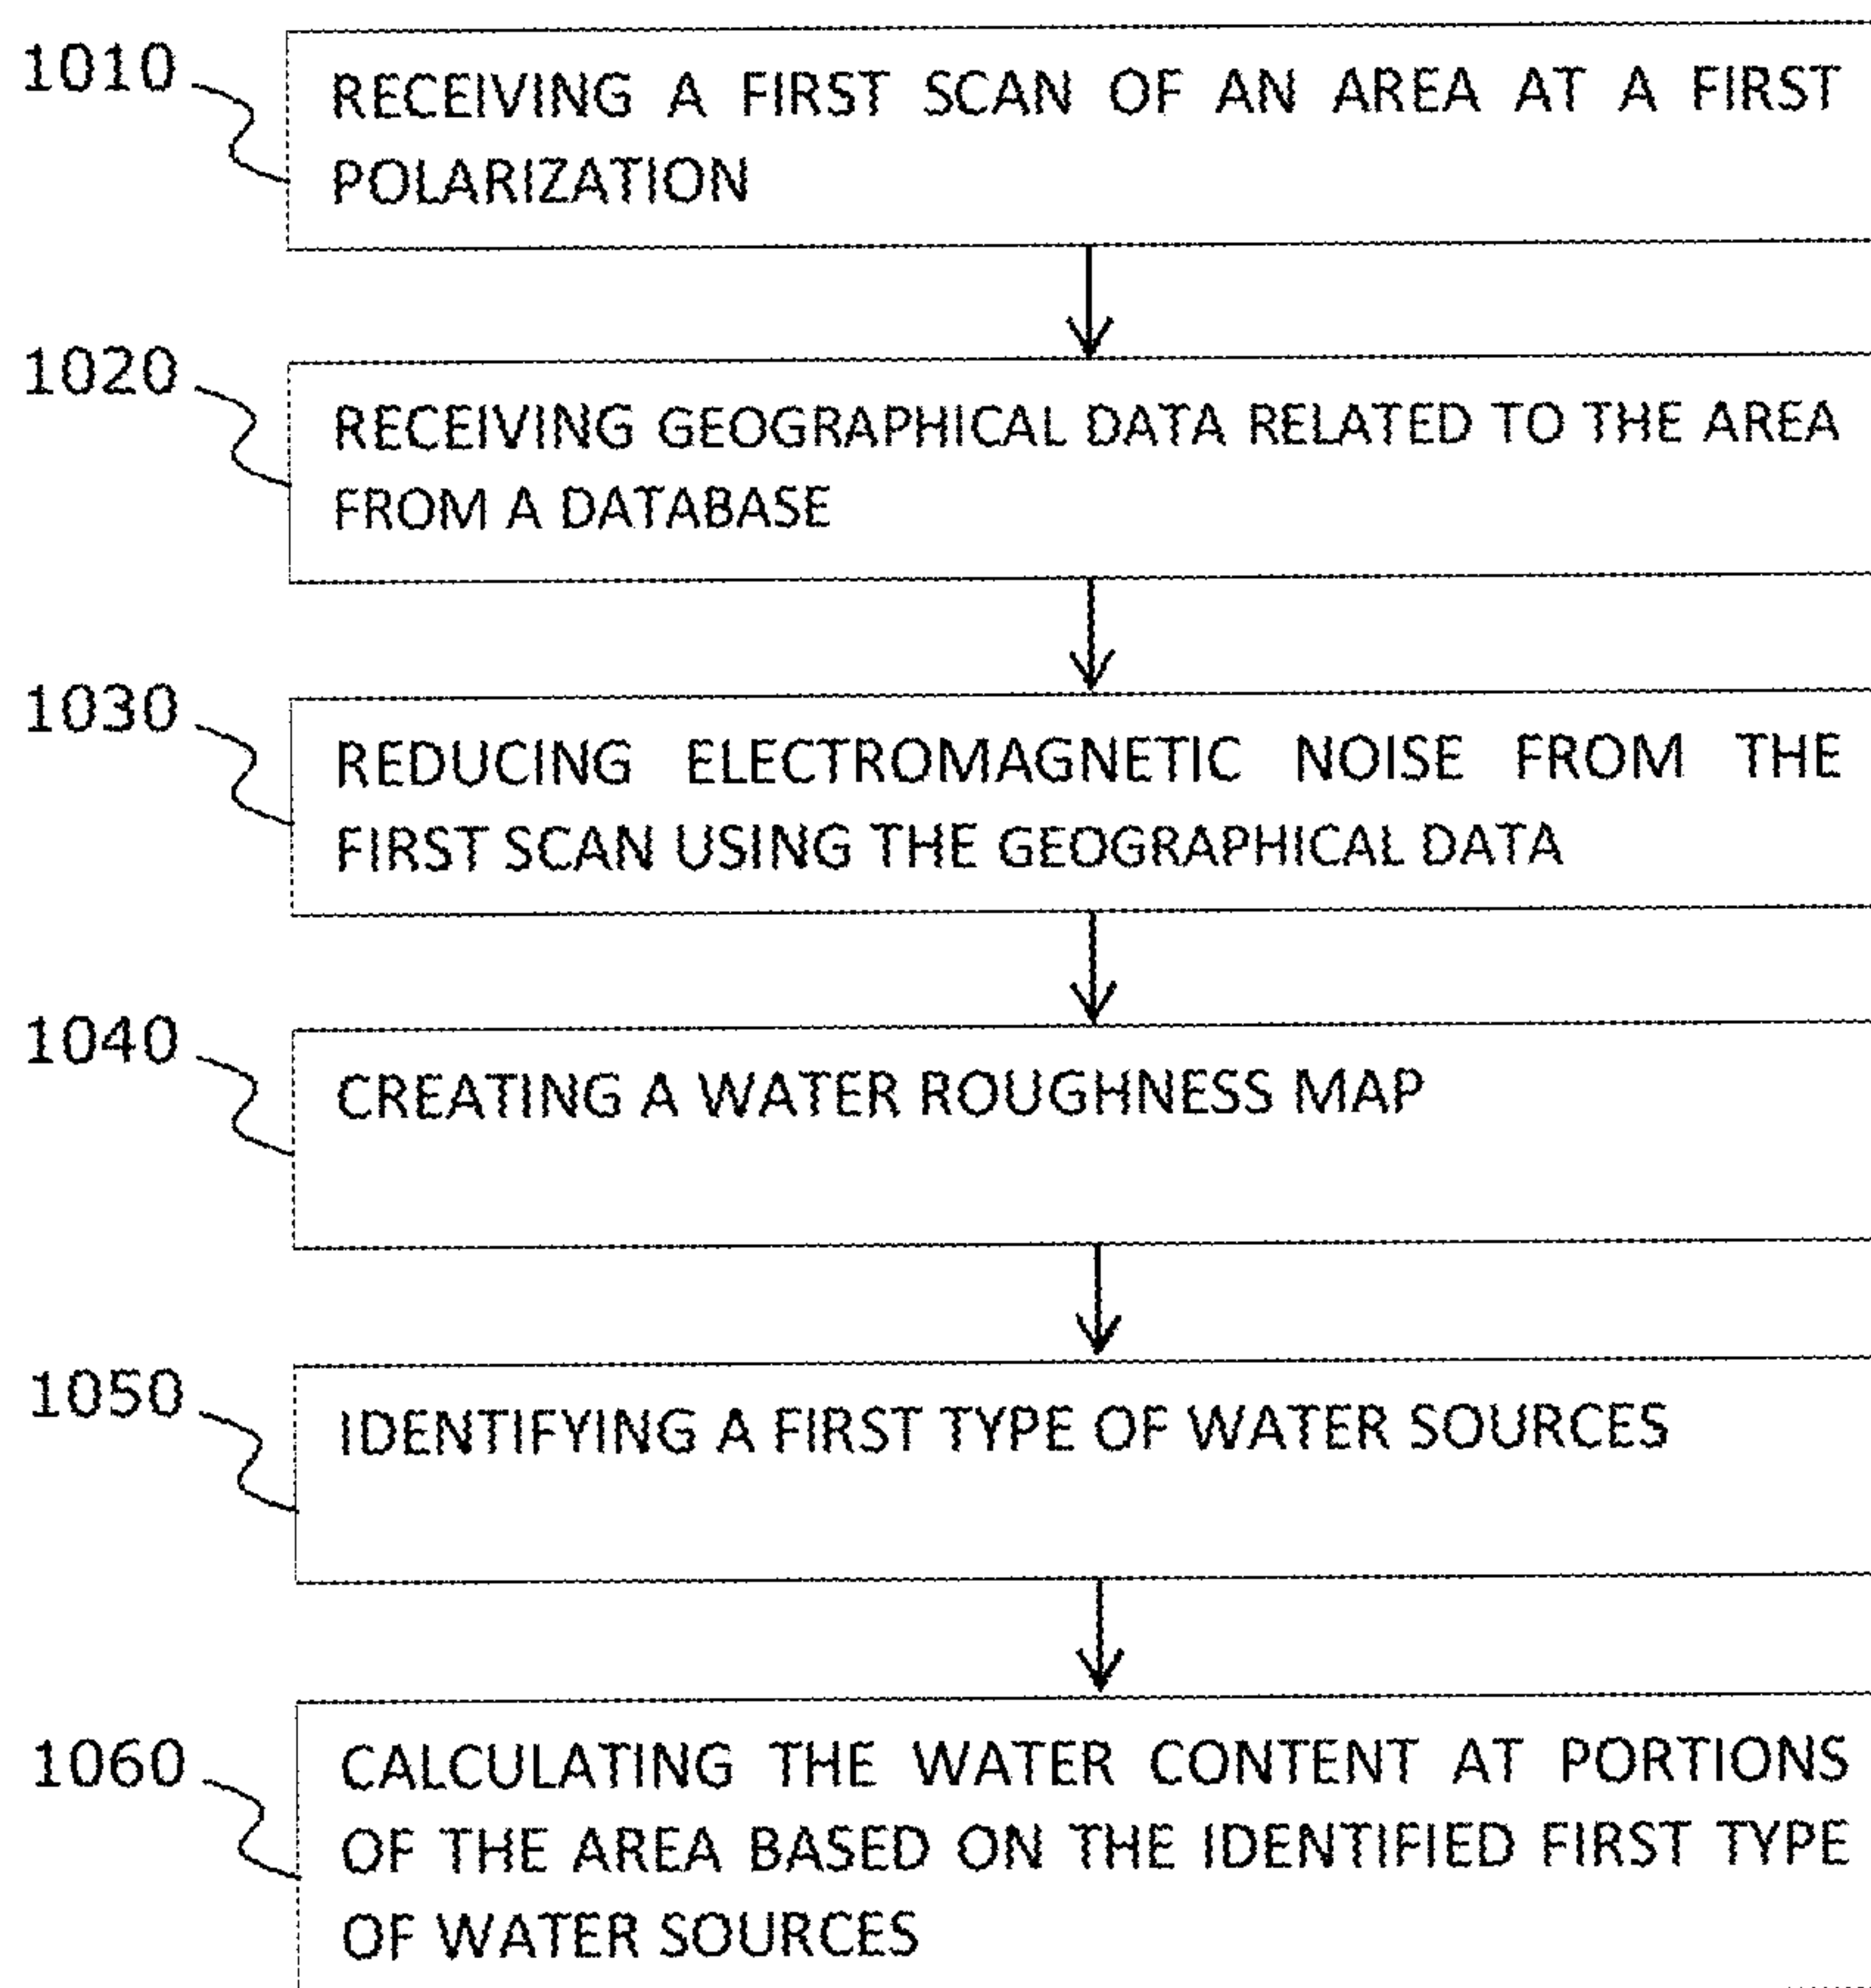 1010
RECEIVING A FIRST SCAN OF AN AREA AT A FIRST
POLARIZATION
1020
RECEIVING GEOGRAPHICAL DATA RELATED TO THE AREA
FROM A DATABASE
1030
REDUCING ELECTROMAGNETIC NOISE FROM THE
FIRST SCAN USING THE GEOGRAPHICAL DATA
1040
CREATING A WATER ROUGHNESS MAP
1050
IDENTIFYING A FIRST TYPE OF WATER SOURCES
1060
CALCULATING THE WATER CONTENT AT PORTIONS
OF THE AREA BASED ON THE IDENTIFIED FIRST TYPE
OF WATER SOURCES